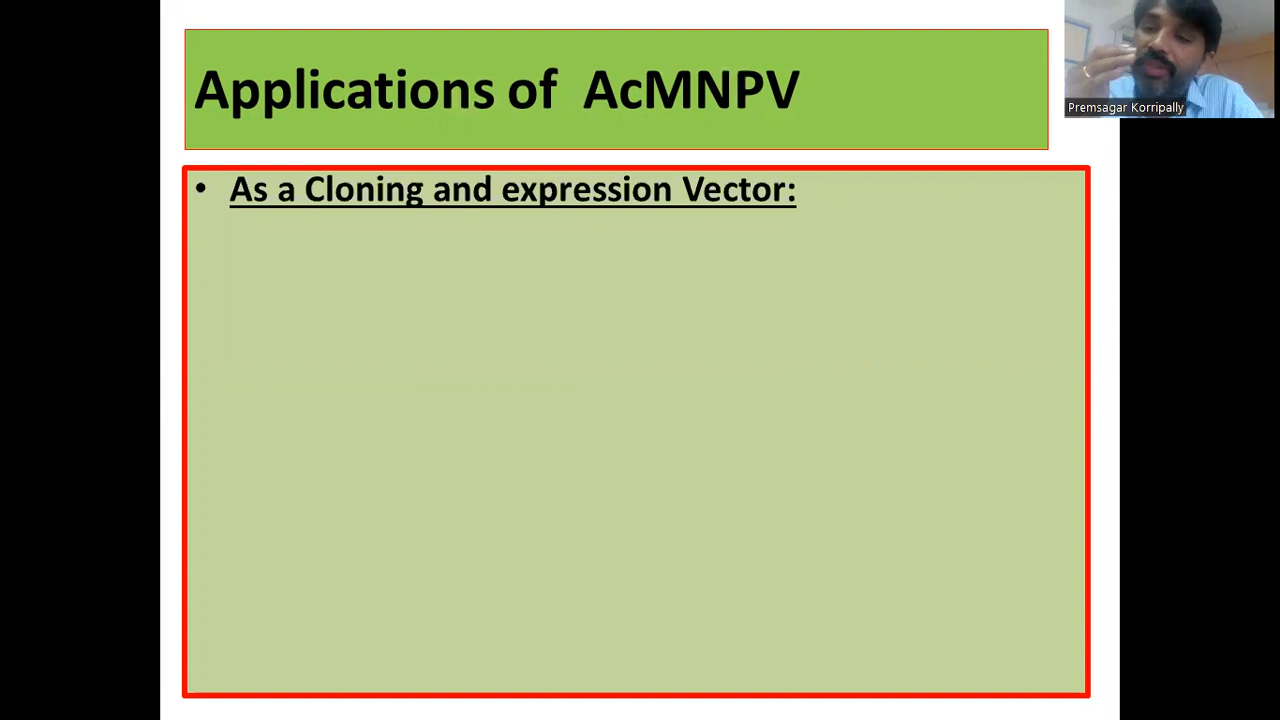 Applications of AcMNPV
Premsagar Korripally
• As a Cloning and expression Vector: